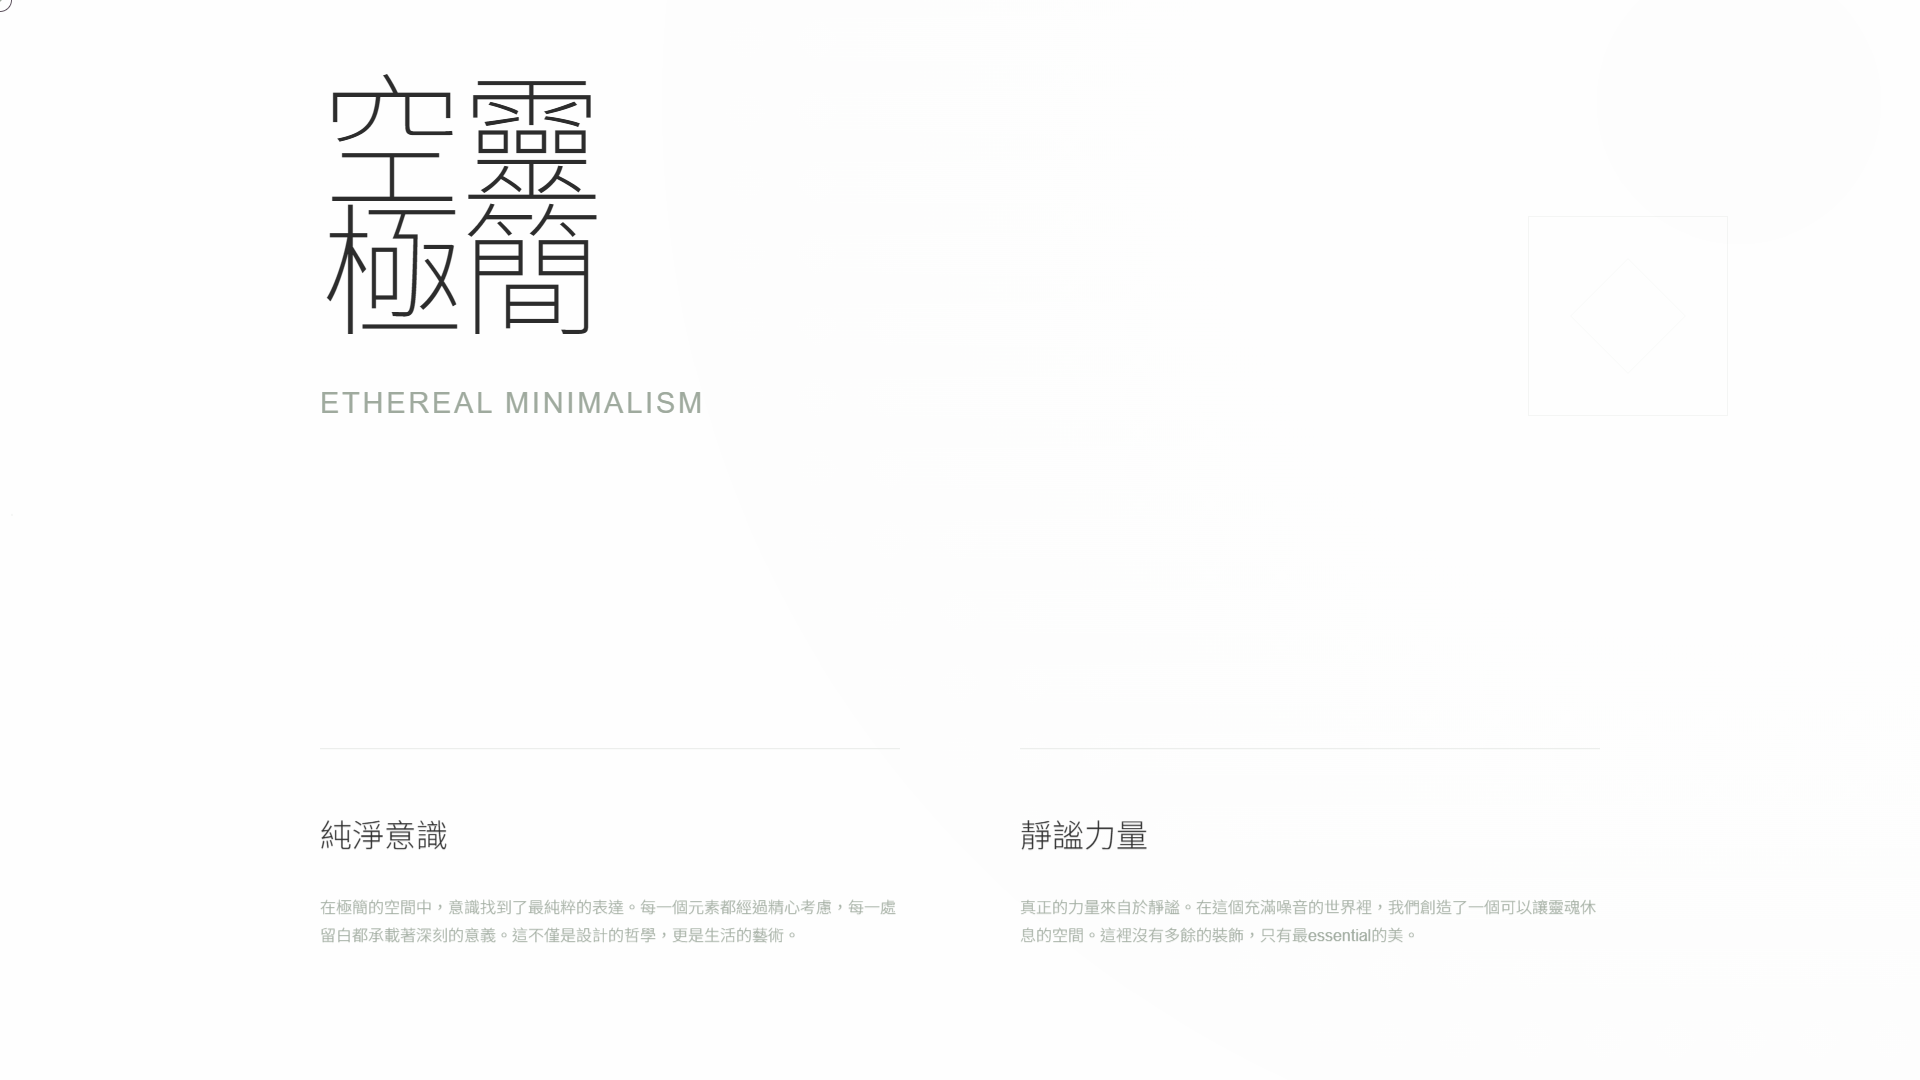 空靈
極簡
ETHEREAL MINIMALISM
純淨意識
在極簡的空間中，意識找到了最純粹的表達。每一個元素都經過精心考慮，每一處
留白都承載著深刻的意義。這不僅是設計的哲學，更是生活的藝術。
靜謐力量
真正的力量來自於靜謐。在這個充滿噪音的世界裡，我們創造了一個可以讓靈魂休
息的空間。這裡沒有多餘的裝飾，只有最essential的美。